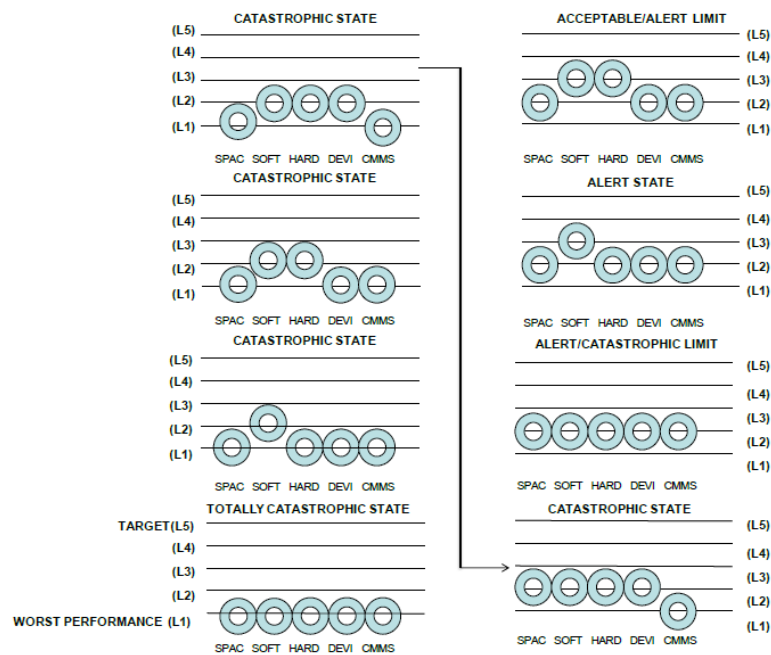 CATASTROPHIC STATE
(L5)
(L4)
(L3)
(L2)
(L1)
SPAC SOFT HARD DEVI CMMS
CATASTROPHIC STATE
(L5)
(L4)
(L3)
(L2)
(L1)
SPAC SOFT HARD DEVI CMMS
CATASTROPHIC STATE
(L5)
(L4)
(L3)
(L2)
(L1)
SPAC SOFT HARD DEVI CMMS
TOTALLY CATASTROPHIC STATE
TARGET(L5)
(L4)
(L3)
(L2)
WORST PERFORMANCE (L1)
SPAC SOFT HARD DEVI CMMS
ACCEPTABLE/ALERT LIMIT
(L5)
(L4)
(L3)
(L2)
(L1)
SPAC SOFT HARD DEVI CMMS
ALERT STATE
(L5)
(L4)
(L3)
(L2)
(L1)
SPAC SOFT HARD DEVI CMMS
ALERT/CATASTROPHIC LIMIT
(L5)
(L4)
(L3)
(L2)
(L1)
SPAC SOFT HARD DEVI CMMS
CATASTROPHIC STATE
(L5)
(L4)
(L3)
(L2)
(L1)
SPAC SOFT HARD DEVI CMMS